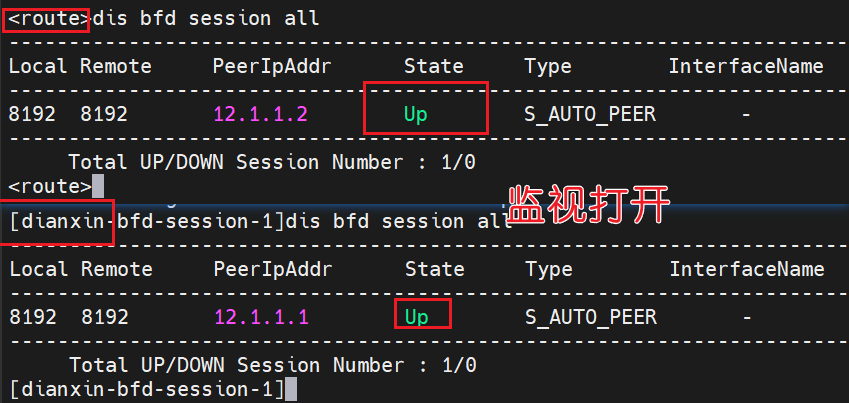 <route>dis bfd session all
--------------------------------------------------------------------------------
Local Remote PeerIpAddr State Type InterfaceName
--------------------------------------------------------------------------------
8192 8192 12.1.1.2 Up S_AUTO_PEER -
--------------------------------------------------------------------------------
Total UP/DOWN Session Number : 1/0
<route>
监视打开
[dianxin-bfd-session-1]dis bfd session all
--------------------------------------------------------------------------------
Local Remote PeerIpAddr State Type InterfaceName
--------------------------------------------------------------------------------
8192 8192 12.1.1.1 Up S_AUTO_PEER -
--------------------------------------------------------------------------------
Total UP/DOWN Session Number : 1/0
[dianxin-bfd-session-1]